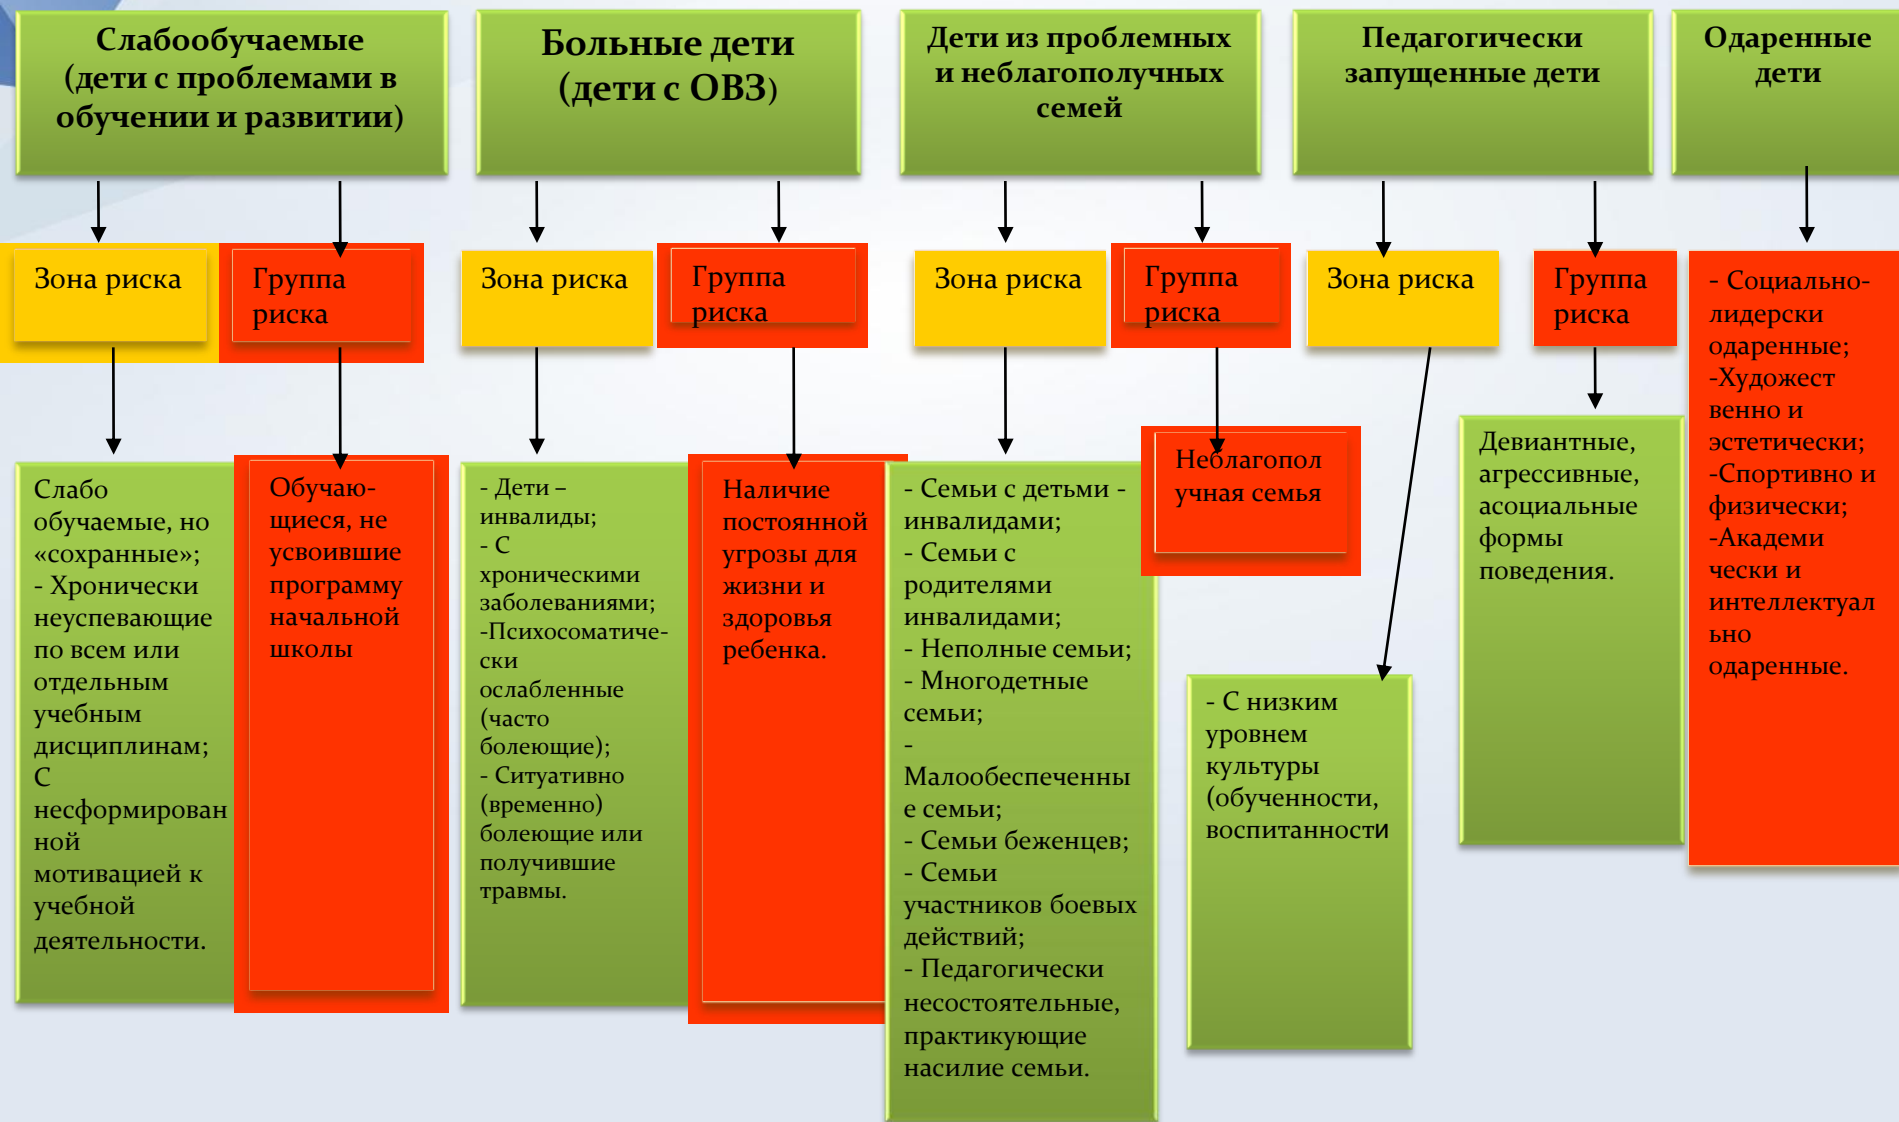 Слабообучаемые
(дети с проблемами в
обучении и развитии)
Больные дети
(дети с ОВЗ)
Дети из проблемных
и неблагополучных
семей
Педагогически
запущенные дети
Одаренные
дети
Зона риска
Группа
риска
Зона риска
Группа
риска
Зона риска
Группа
риска
Зона риска
Группа
риска
Слабо
обучаемые, но
«сохранные»;
- Хронически
неуспевающие
по всем или
отдельным
учебным
дисциплинам;
С
несформирован
ной
мотивацией к
учебной
деятельности.
Обучаю-
щиеся, не
усвоившие
программу
начальной
школы
- Дети –
инвалиды;
- С
хроническими
заболеваниями;
-Психосоматиче-
ски
ослабленные
(часто
болеющие);
- Ситуативно
(временно)
болеющие или
получившие
травмы.
Наличие
постоянной
угрозы для
жизни и
здоровья
ребенка.
- Семьи с детьми -
инвалидами;
- Семьи с
родителями
инвалидами;
- Неполные семьи;
- Многодетные
семьи;
-
Малообеспеченны
е семьи;
- Семьи беженцев;
- Семьи
участников боевых
действий;
- Педагогически
несостоятельные,
практикующие
насилие семьи.
Неблагопол
учная семья
- С низким
уровнем
культуры
(обученности,
воспитанности
Девиантные,
агрессивные,
асоциальные
формы
поведения.
- Социально-
лидерски
одаренные;
-Художест
венно и
эстетически;
-Спортивно и
физически;
-Академи
чески и
интеллектуал
ьно
одаренные.